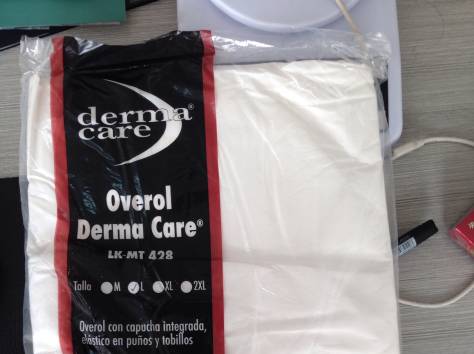 derma®
care
Overol
Derma Care®
LK-MT 428
Talla M L XL 2XL
Overol con capucha integrada,
elástico en puños y tobillos